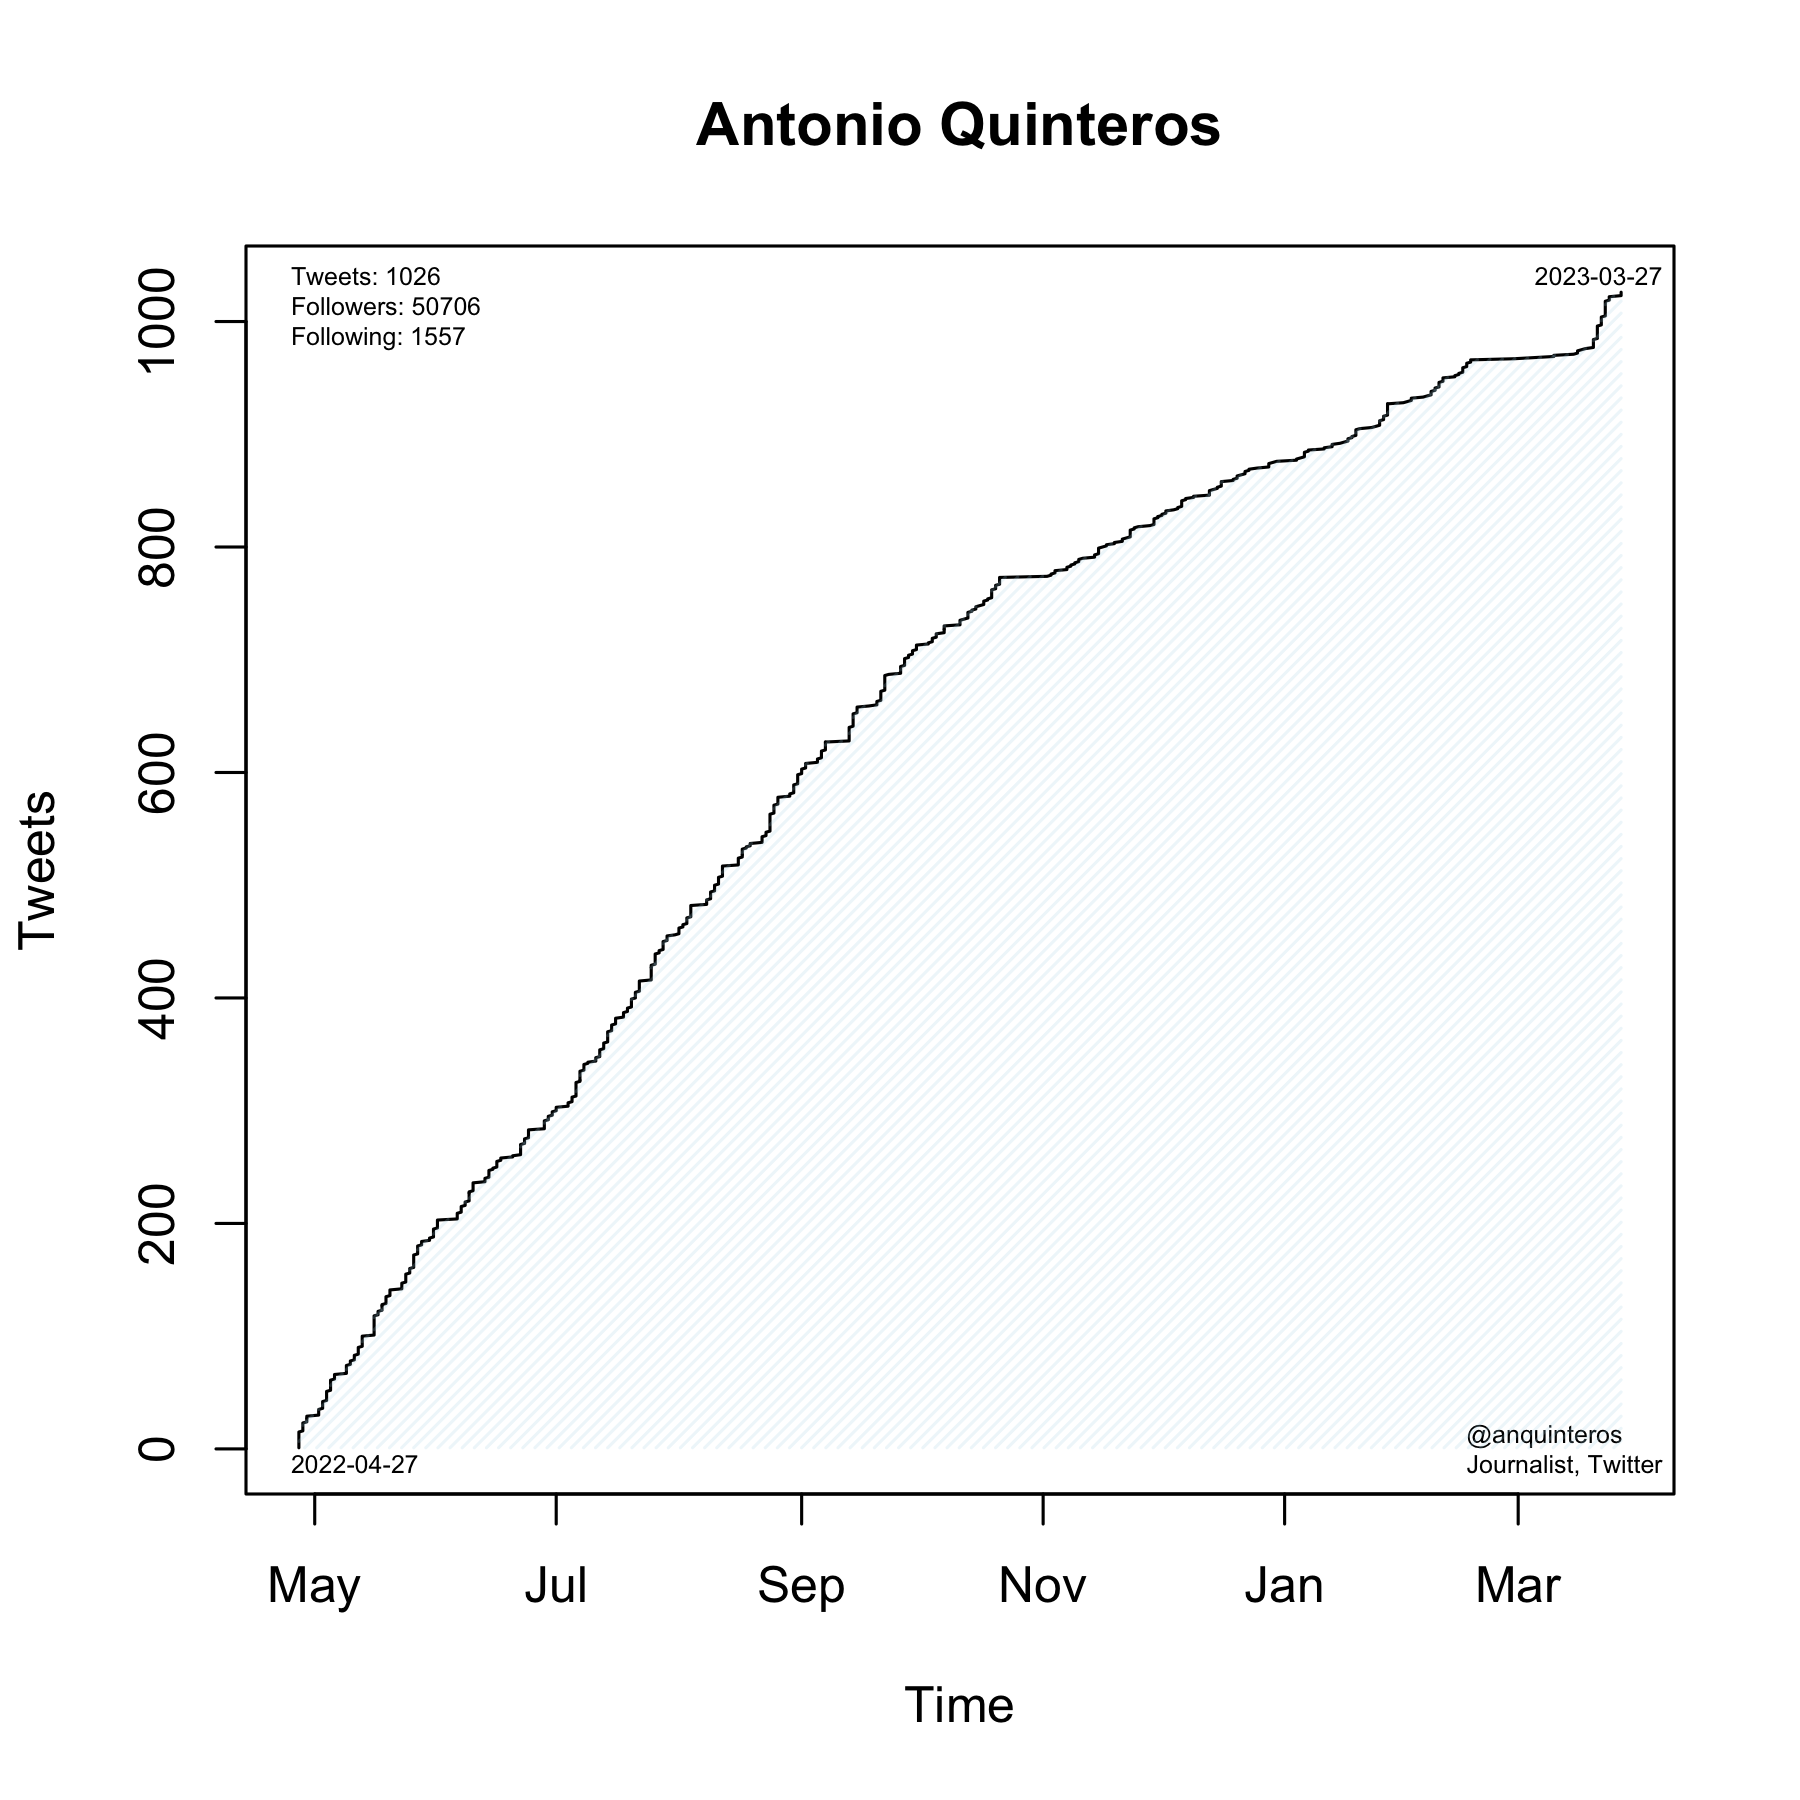 Antonio Quinteros
Tweets: 1026
Followers: 50706
Following: 1557
2023-03-27
1000
800
600
400
200
0
Tweets
2022-04-27
@anquinteros
Journalist, Twitter
May Jul Sep Nov Jan Mar
Time